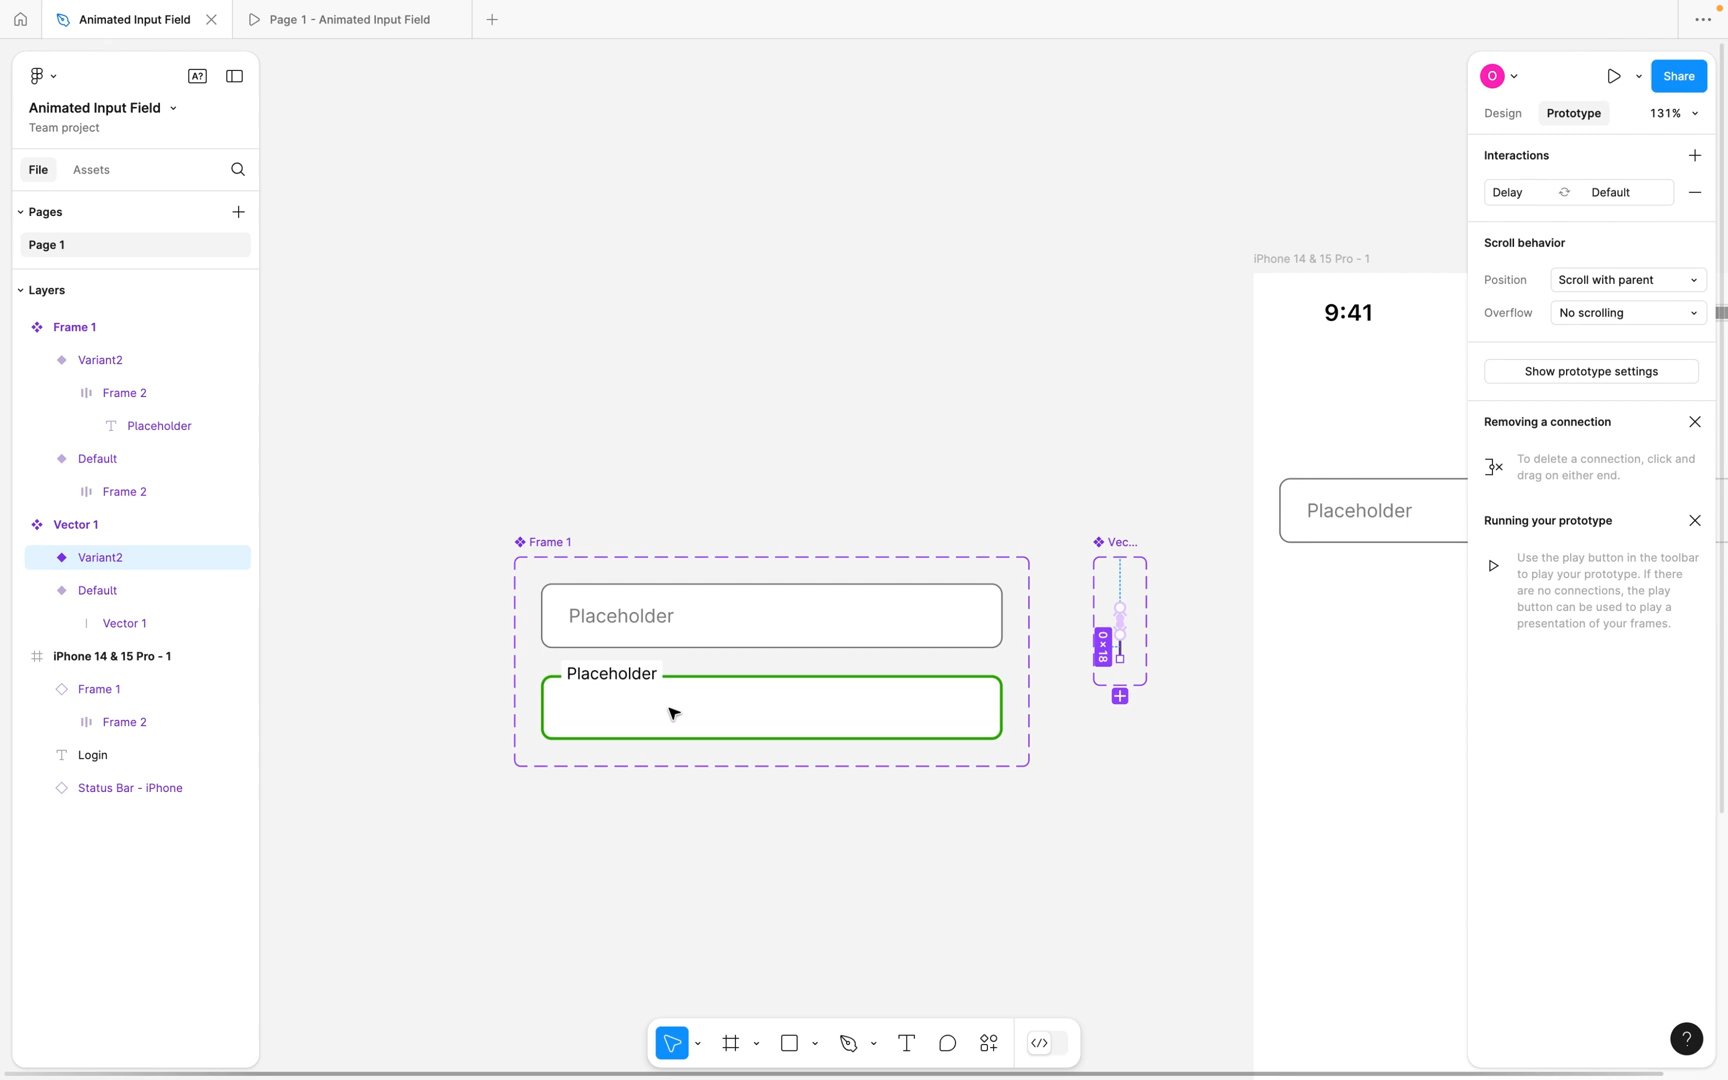 Animated Input Field
Page 1 - Animated Input Field
A?
Animated Input Field
Team project
File
Assets
Pages
Page 1
Layers
Frame 1
Variant2
Frame 2
Placeholder
Default
Frame 2
Vector 1
Variant2
Default
Vector 1
iPhone 14 & 15 Pro - 1
Frame 1
Frame 2
Login
Status Bar - iPhone
Frame 1
Placeholder
Placeholder
Vec...
0 × 18
iPhone 14 & 15 Pro - 1
9:41
Placeholder
O
Share
Design
Prototype
131%
Interactions
Delay
Default
Scroll behavior
Position
Scroll with parent
Overflow
No scrolling
Show prototype settings
Removing a connection
To delete a connection, click and
drag on either end.
Running your prototype
Use the play button in the toolbar
to play your prototype. If there
are no connections, the play
button can be used to play a
presentation of your frames.
?